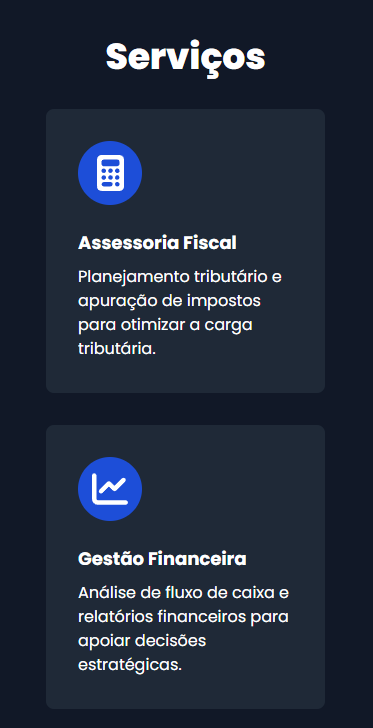 Serviços
Assessoria Fiscal
Planejamento tributário e
apuração de impostos
para otimizar a carga
tributária.
Gestão Financeira
Análise de fluxo de caixa e
relatórios financeiros para
apoiar decisões
estratégicas.